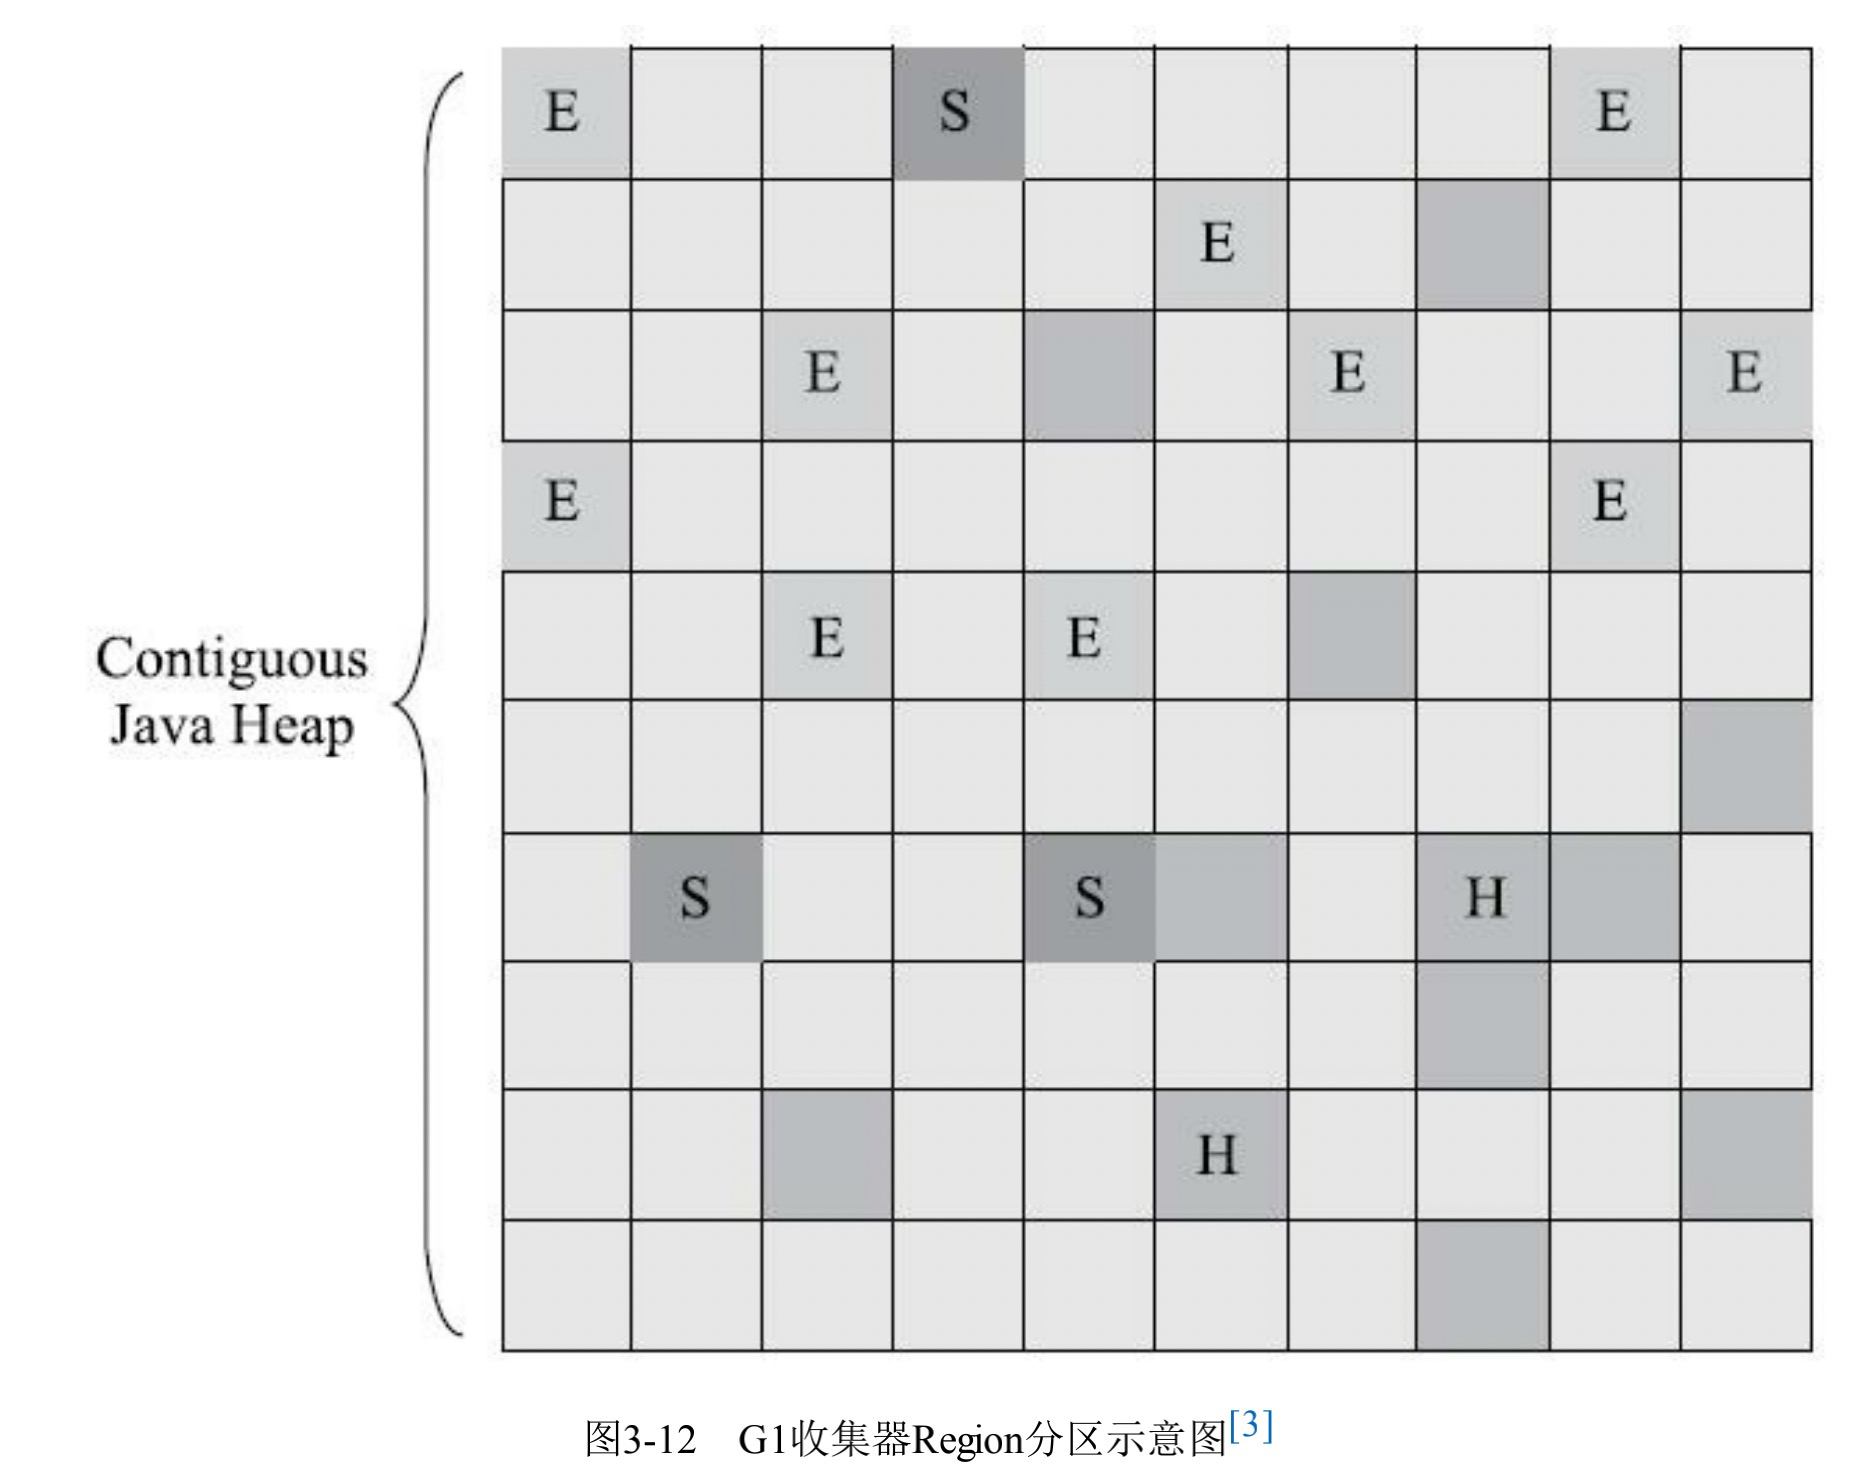 E S E
E
E E E
E E
E E
Contiguous
Java Heap
S S H
H
图3-12 G1收集器Region分区示意图[3]